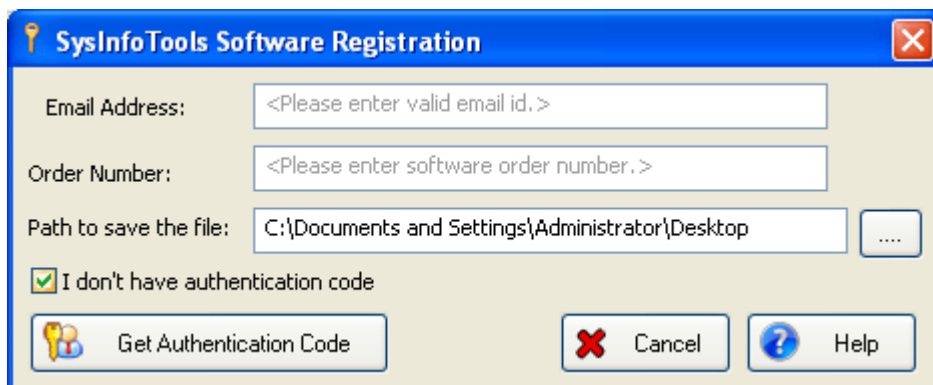 SysInfoTools Software Registration
Email Address: <Please enter valid email id.>
Order Number: <Please enter software order number.>
Path to save the file: C:\Documents and Settings\Administrator\Desktop ....
I don't have authentication code
Get Authentication Code Cancel Help